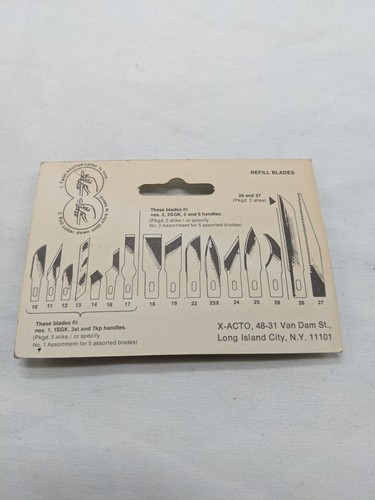 REFILL BLADES
These blades fit
nos. 2, 2SGK, 5 and 6 handles.
(Pkgd. 5 alike / or specify
No. 2 Assortment for 5 assorted blades)
26 and 27
(Pkgd. 2 alike)
10 11 12 13 14 16 17 18 19 22 23X 24 25 28 26 27
These blades fit
nos. 1, 1SGK, 3st and 7kp handles.
(Pkgd. 5 alike / or specify
No. 1 Assortment for 5 assorted blades)
X-ACTO, 48-31 Van Dam St.,
Long Island City, N.Y. 11101